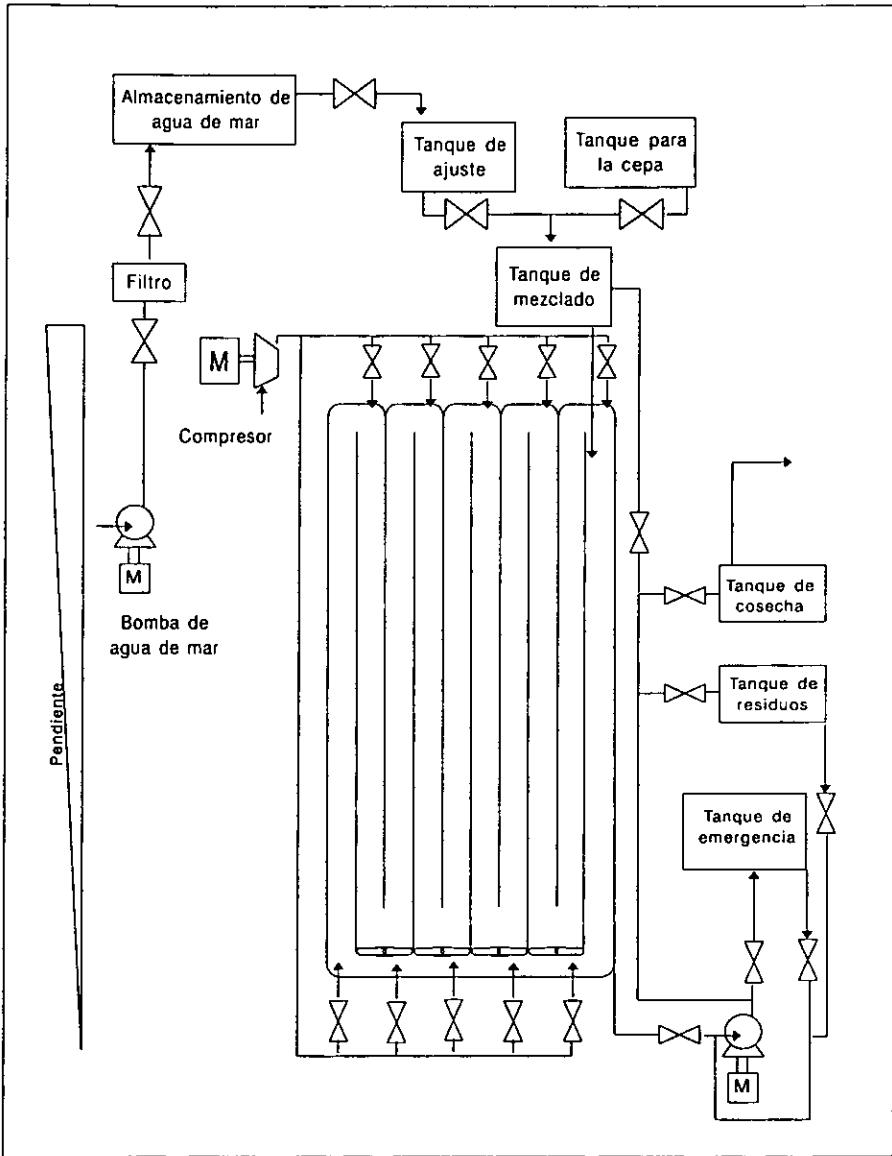 Almacenamiento de
agua de mar
Tanque de
ajuste
Tanque para
la cepa
Filtro
Tanque de
mezclado
M
Compresor
M
Bomba de
agua de mar
Pendiente
Tanque de
cosecha
Tanque de
residuos
Tanque de
emergencia
M